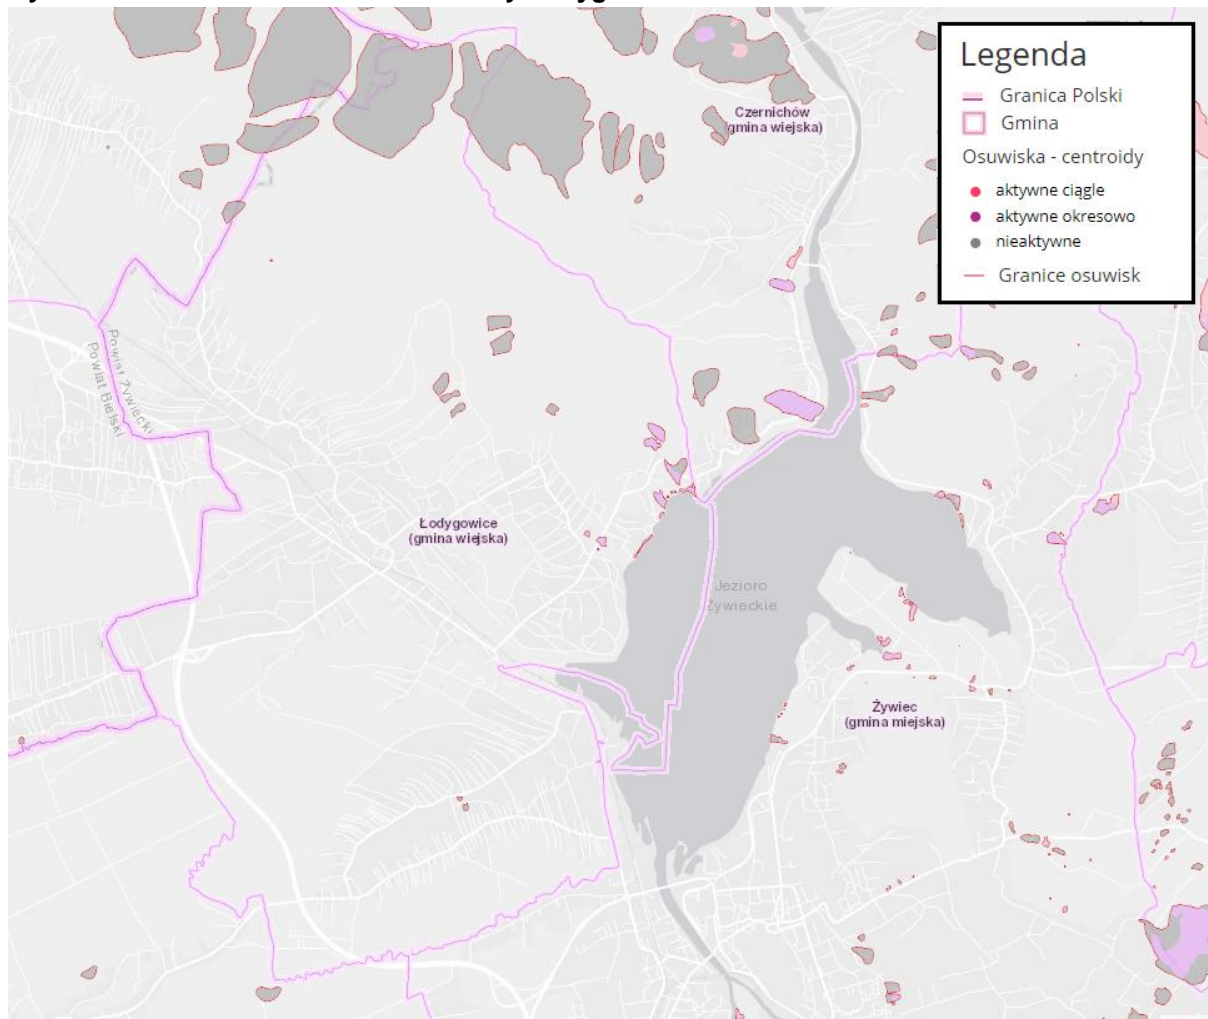 Legenda
Granica Polski
Gmina
Osuwiska - centroidy
aktywne ciągle
aktywne okresowo
nieaktywne
Granice osuwisk
Czernichów
(gmina wiejska)
Powiat Żywiecki
Powiat Bielski
Łodygowice
(gmina wiejska)
Jezioro
Żywieckie
Żywiec
(gmina miejska)